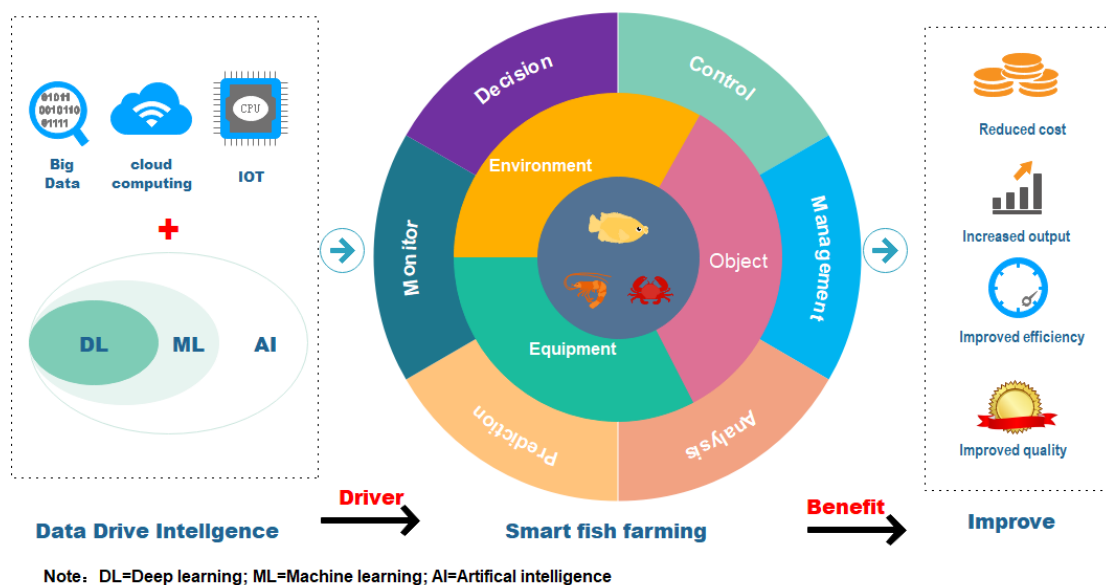 01011
0010110
01111
CPU
Big
Data
cloud
computing
IOT
DL
ML
AI
Data Drive Intellgence
Driver
Decision
Control
Monitor
Management
Prediction
Analysis
Environment
Object
Equipment
Smart fish farming
Benefit
Reduced cost
Increased output
Improved efficiency
Improved quality
Improve
Note：DL=Deep learning; ML=Machine learning; AI=Artifical intelligence